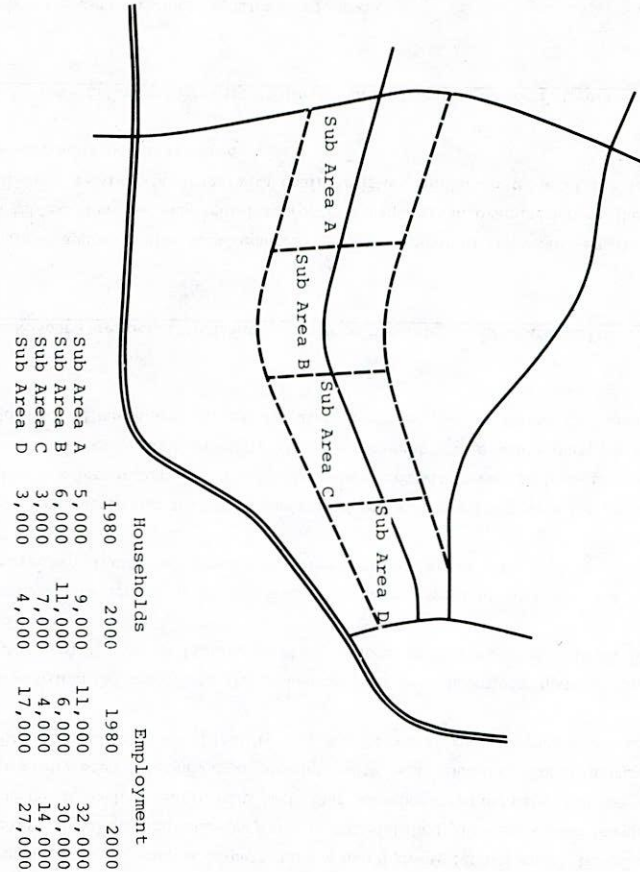 Sub Area A
Sub Area B
Sub Area C
Sub Area D
Households Employment
1980 2000 1980 2000
Sub Area A 5,000 9,000 11,000 32,000
Sub Area B 6,000 11,000 6,000 30,000
Sub Area C 3,000 7,000 4,000 14,000
Sub Area D 3,000 4,000 17,000 27,000